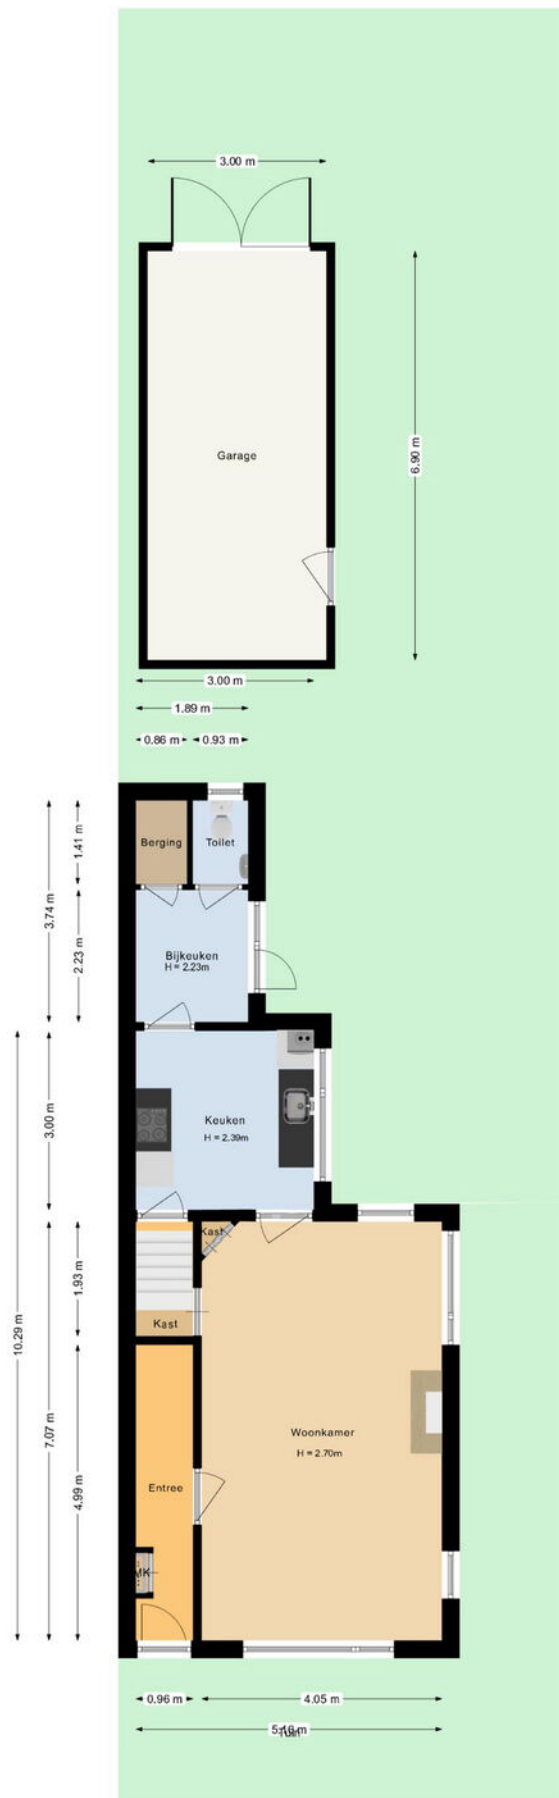 3.00 m
6.90 m
Garage
3.00 m
1.89 m
0.86 m
0.93 m
Berging
Toilet
1.41 m
3.74 m
2.23 m
Bijkeuken
H = 2.23m
3.00 m
Keuken
H = 2.39m
Kast
1.93 m
Kast
10.29 m
7.07 m
Woonkamer
H = 2.70m
4.99 m
Entree
MK
0.96 m
4.05 m
5.16 m
Tuin